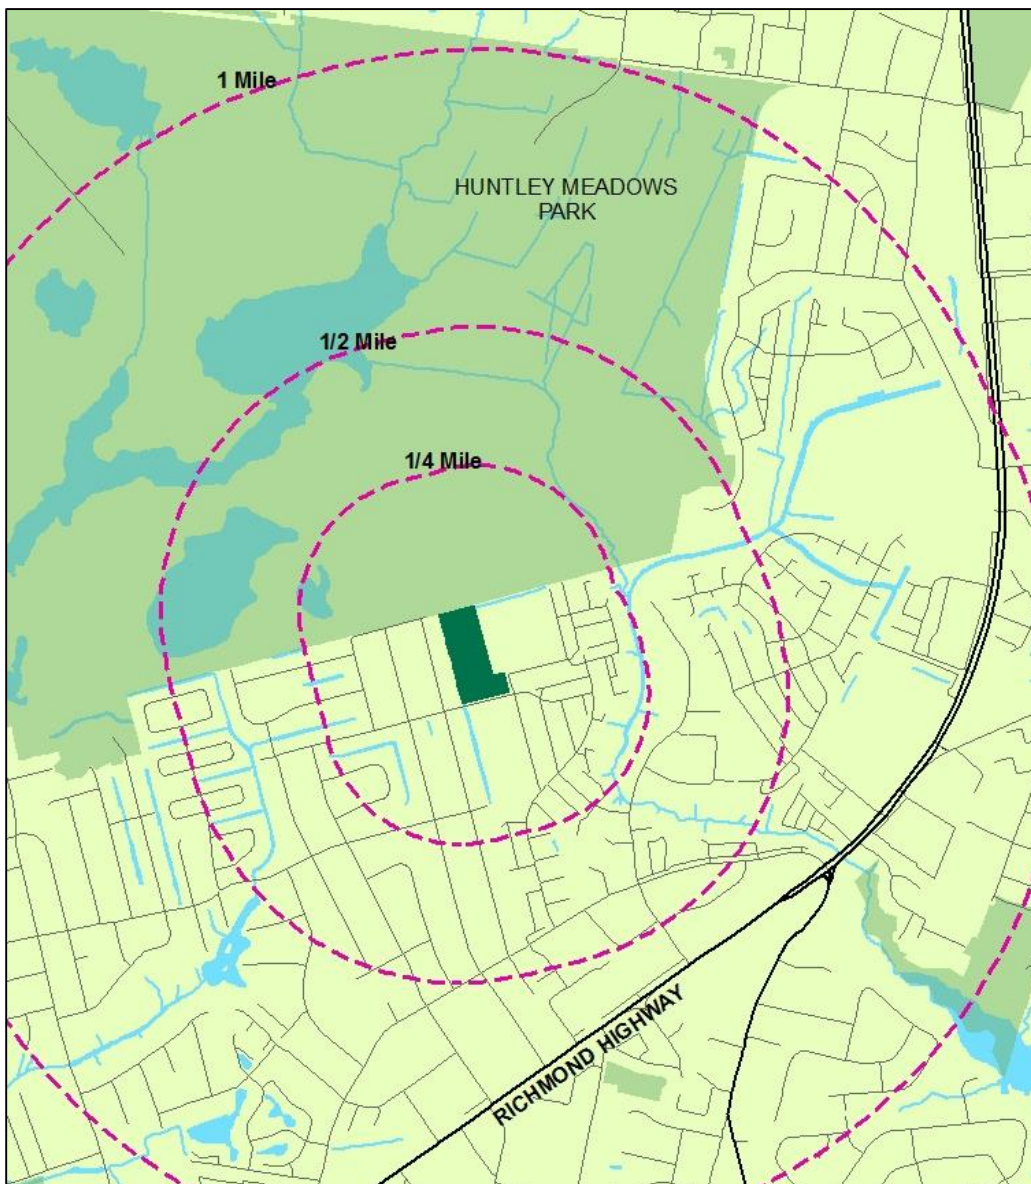 1 Mile
HUNTLEY MEADOWS
PARK
1/2 Mile
1/4 Mile
RICHMOND HIGHWAY